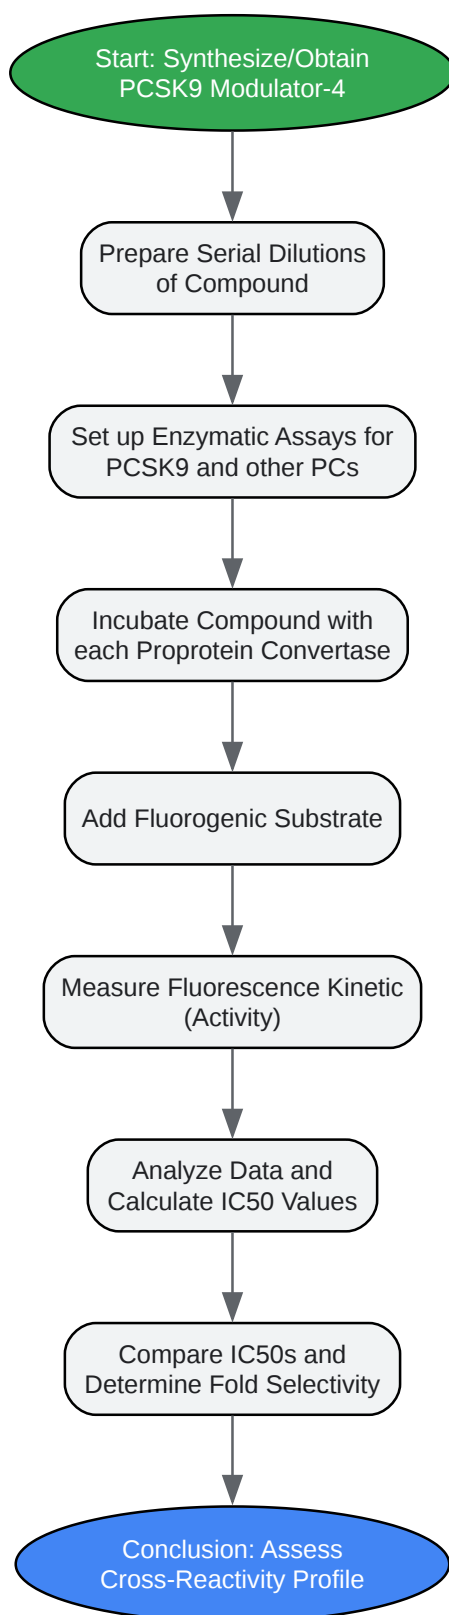 Start: Synthesize/Obtain
PCSK9 Modulator-4
Prepare Serial Dilutions
of Compound
Set up Enzymatic Assays for
PCSK9 and other PCs
Incubate Compound with
each Proprotein Convertase
Add Fluorogenic Substrate
Measure Fluorescence Kinetic
(Activity)
Analyze Data and
Calculate IC50 Values
Compare IC50s and
Determine Fold Selectivity
Conclusion: Assess
Cross-Reactivity Profile